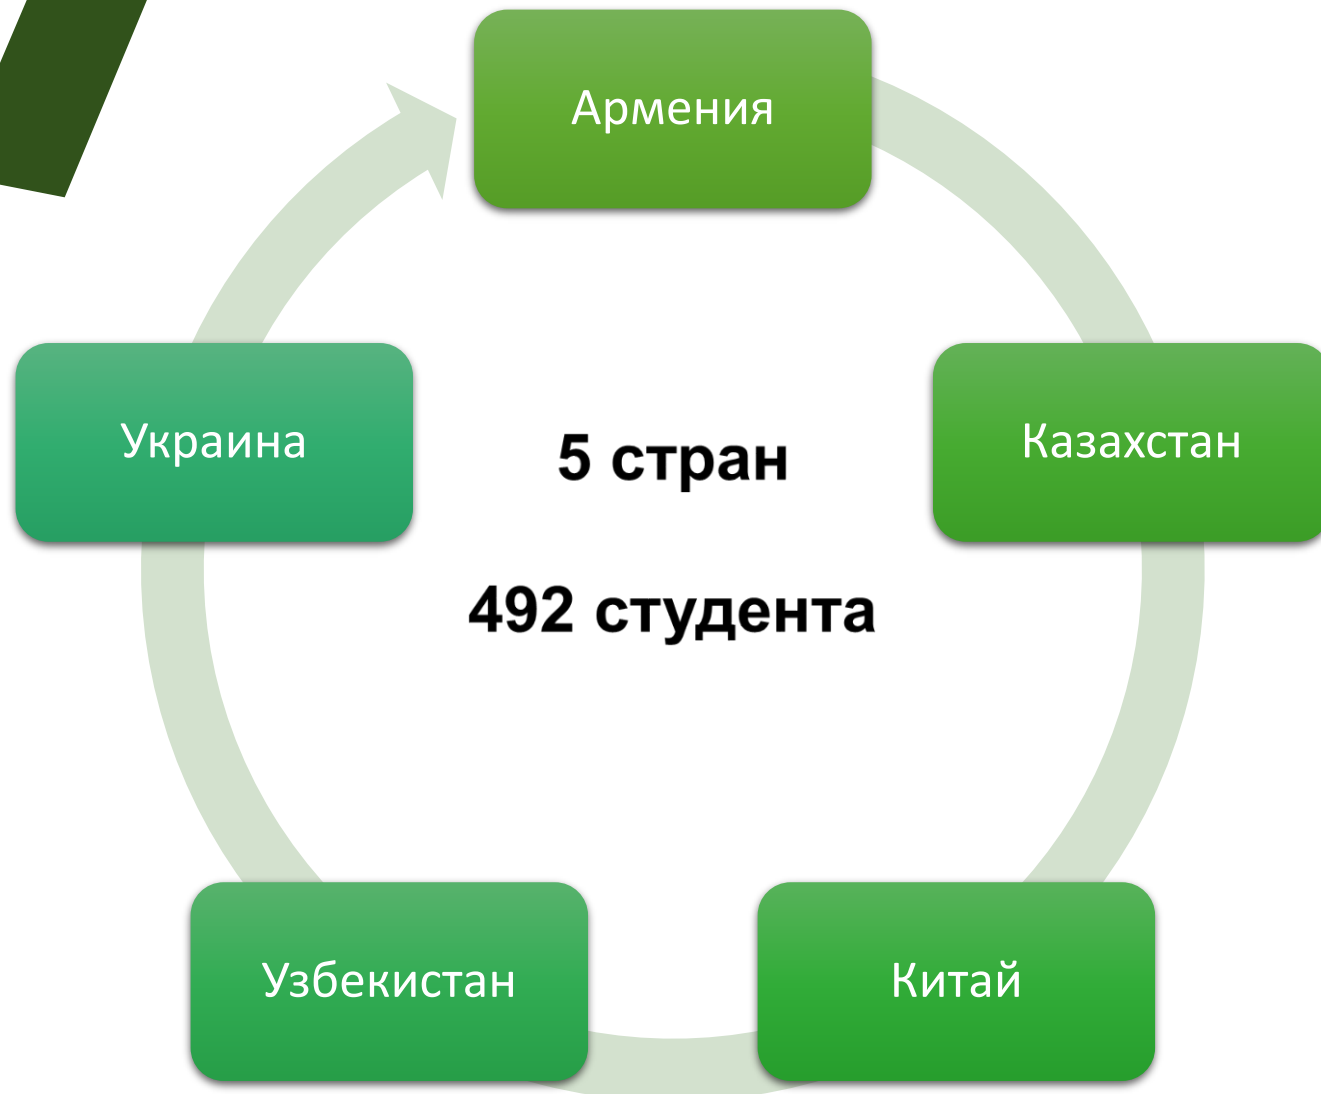 Армения
Украина
Казахстан
5 стран
492 студента
Узбекистан
Китай